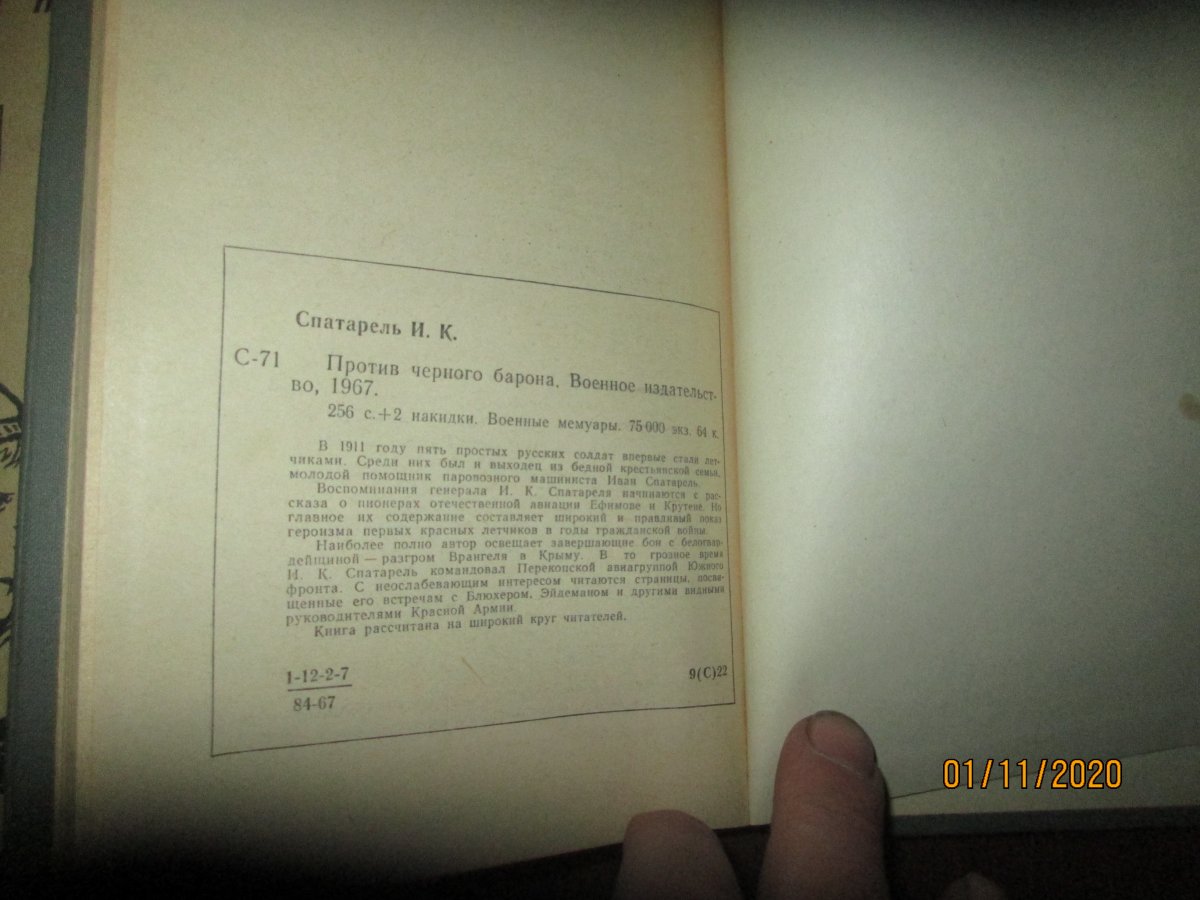 Спатарель И. К.
С-71 Против черного барона. Военное издательст-
во, 1967.
256 с.+2 накидки. Военные мемуары. 75 000 экз. 64 к.
В 1911 году пять простых русских солдат впервые стали лет-
чиками. Среди них был и выходец из бедной крестьянской семьи,
молодой помощник паровозного машиниста Иван Спатарель.
Воспоминания генерала И. К. Спатареля начинаются с рас-
сказа о пионерах отечественной авиации Ефимове и Крутене. Но
главное их содержание составляет широкий и правдивый показ
героизма первых красных летчиков в годы гражданской войны.
Наиболее полно автор освещает завершающие бои с белогвар-
дейщиной — разгром Врангеля в Крыму. В то грозное время
И. К. Спатарель командовал Перекопской авиагруппой Южного
фронта. С неослабевающим интересом читаются страницы, посвя-
щенные его встречам с Блюхером, Эйдеманом и другими видными
руководителями Красной Армии.
Книга рассчитана на широкий круг читателей.
1-12-2-7
84-67
9(С)22
01/11/2020